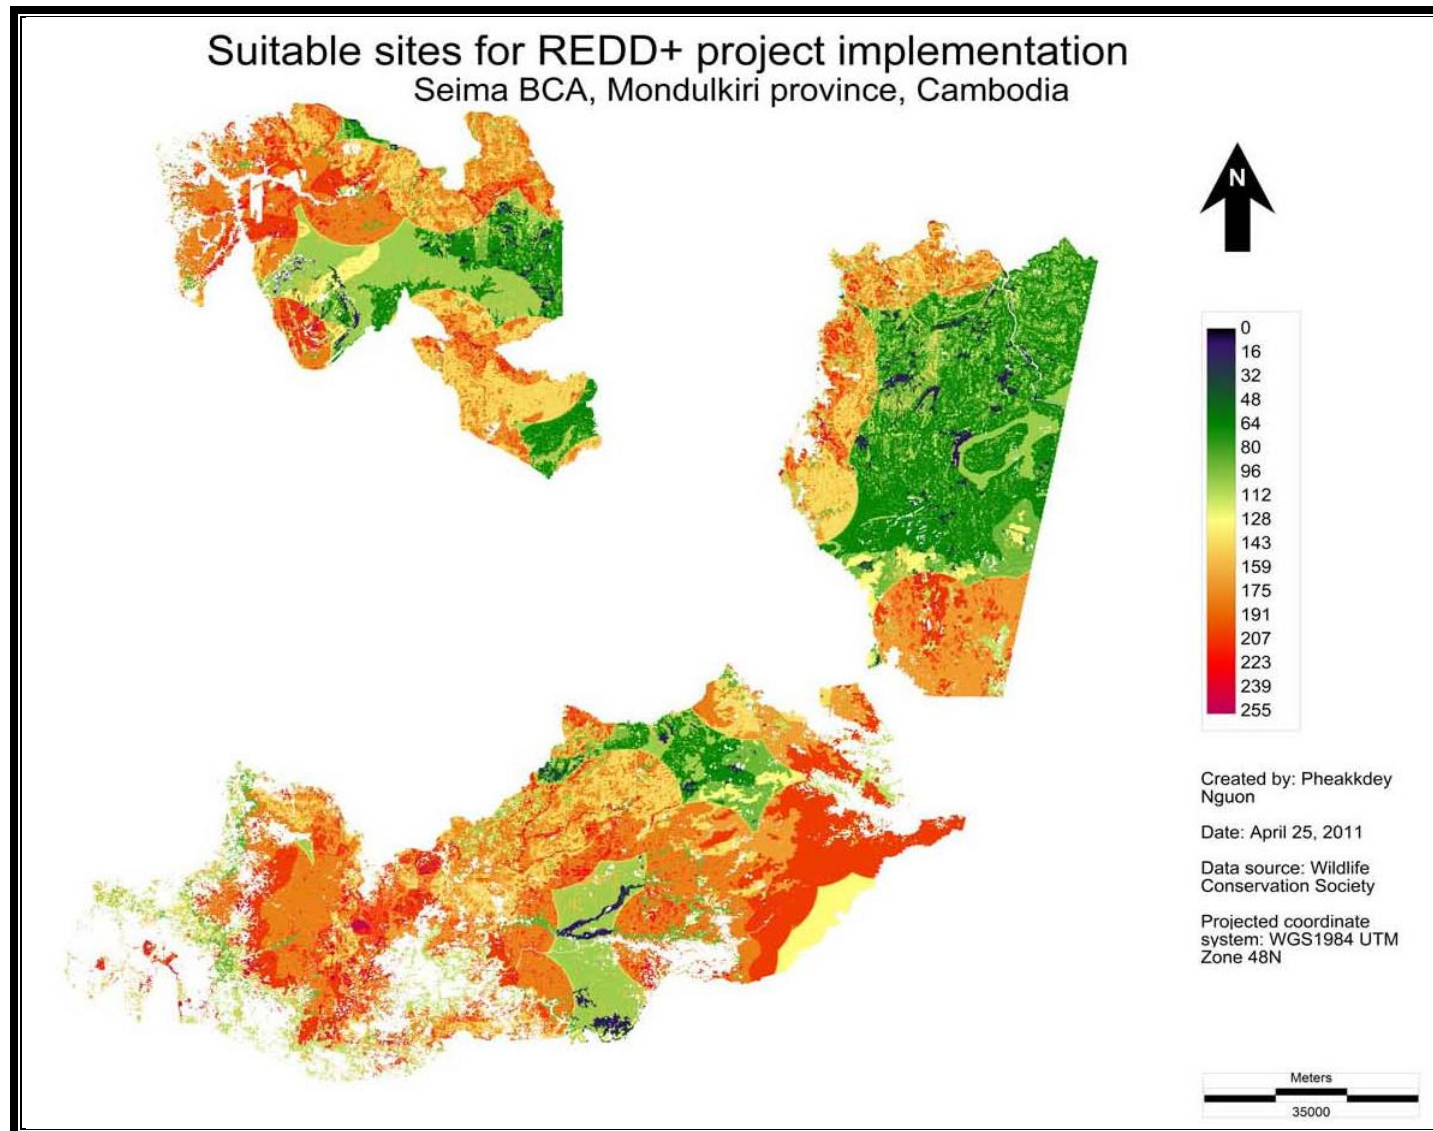 Suitable sites for REDD+ project implementation
Seima BCA, Mondulkiri province, Cambodia
N
0
16
32
48
64
80
96
112
128
143
159
175
191
207
223
239
255
Created by: Pheakkdey
Nguon
Date: April 25, 2011
Data source: Wildlife
Conservation Society
Projected coordinate
system: WGS1984 UTM
Zone 48N
Meters
35000